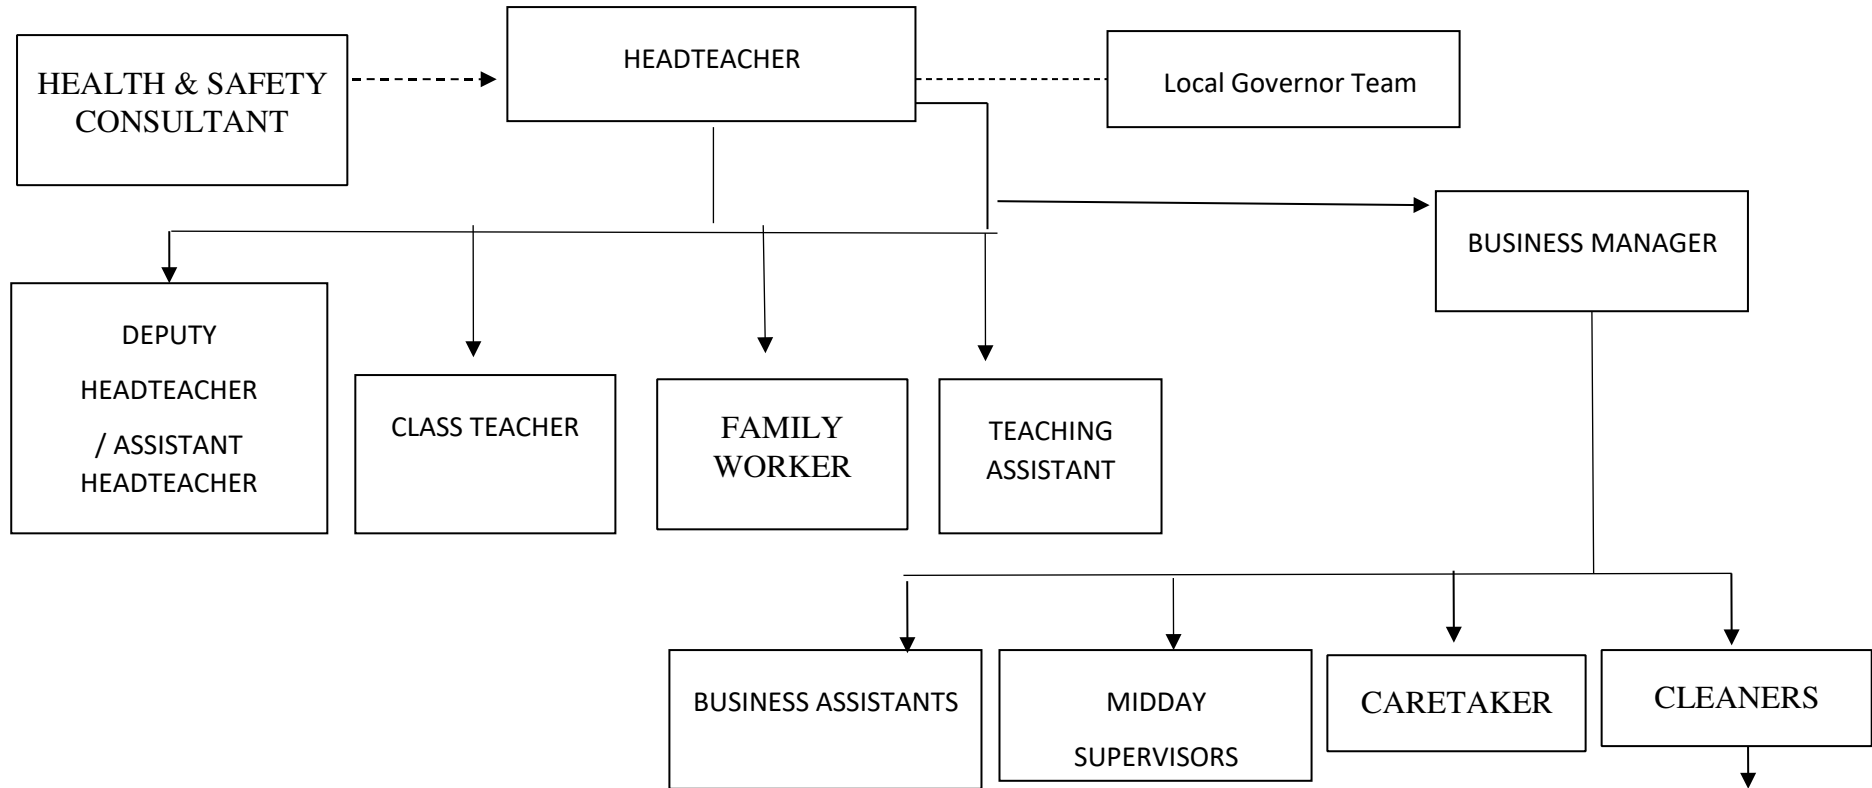 HEADTEACHER
HEALTH & SAFETY
CONSULTANT
Local Governor Team
BUSINESS MANAGER
DEPUTY
HEADTEACHER
/ ASSISTANT
HEADTEACHER
CLASS TEACHER
FAMILY
WORKER
TEACHING
ASSISTANT
BUSINESS ASSISTANTS
MIDDAY
SUPERVISORS
CARETAKER
CLEANERS